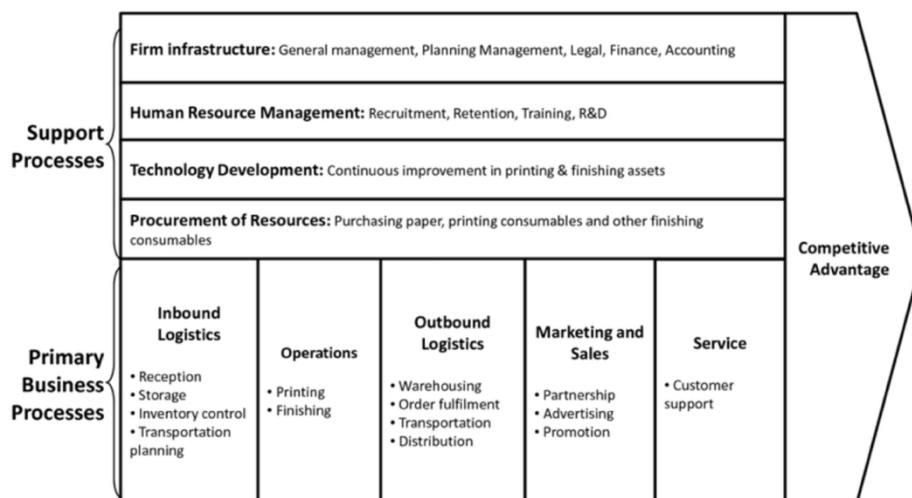 Firm infrastructure: General management, Planning Management, Legal, Finance, Accounting
Human Resource Management: Recruitment, Retention, Training, R&D
Support
Processes
Technology Development: Continuous improvement in printing & finishing assets
Procurement of Resources: Purchasing paper, printing consumables and other finishing
consumables
Competitive
Advantage
Primary
Business
Processes
Inbound
Logistics
• Reception
• Storage
• Inventory control
• Transportation
planning
Operations
• Printing
• Finishing
Outbound
Logistics
• Warehousing
• Order fulfilment
• Transportation
• Distribution
Marketing and
Sales
• Partnership
• Advertising
• Promotion
Service
• Customer
support